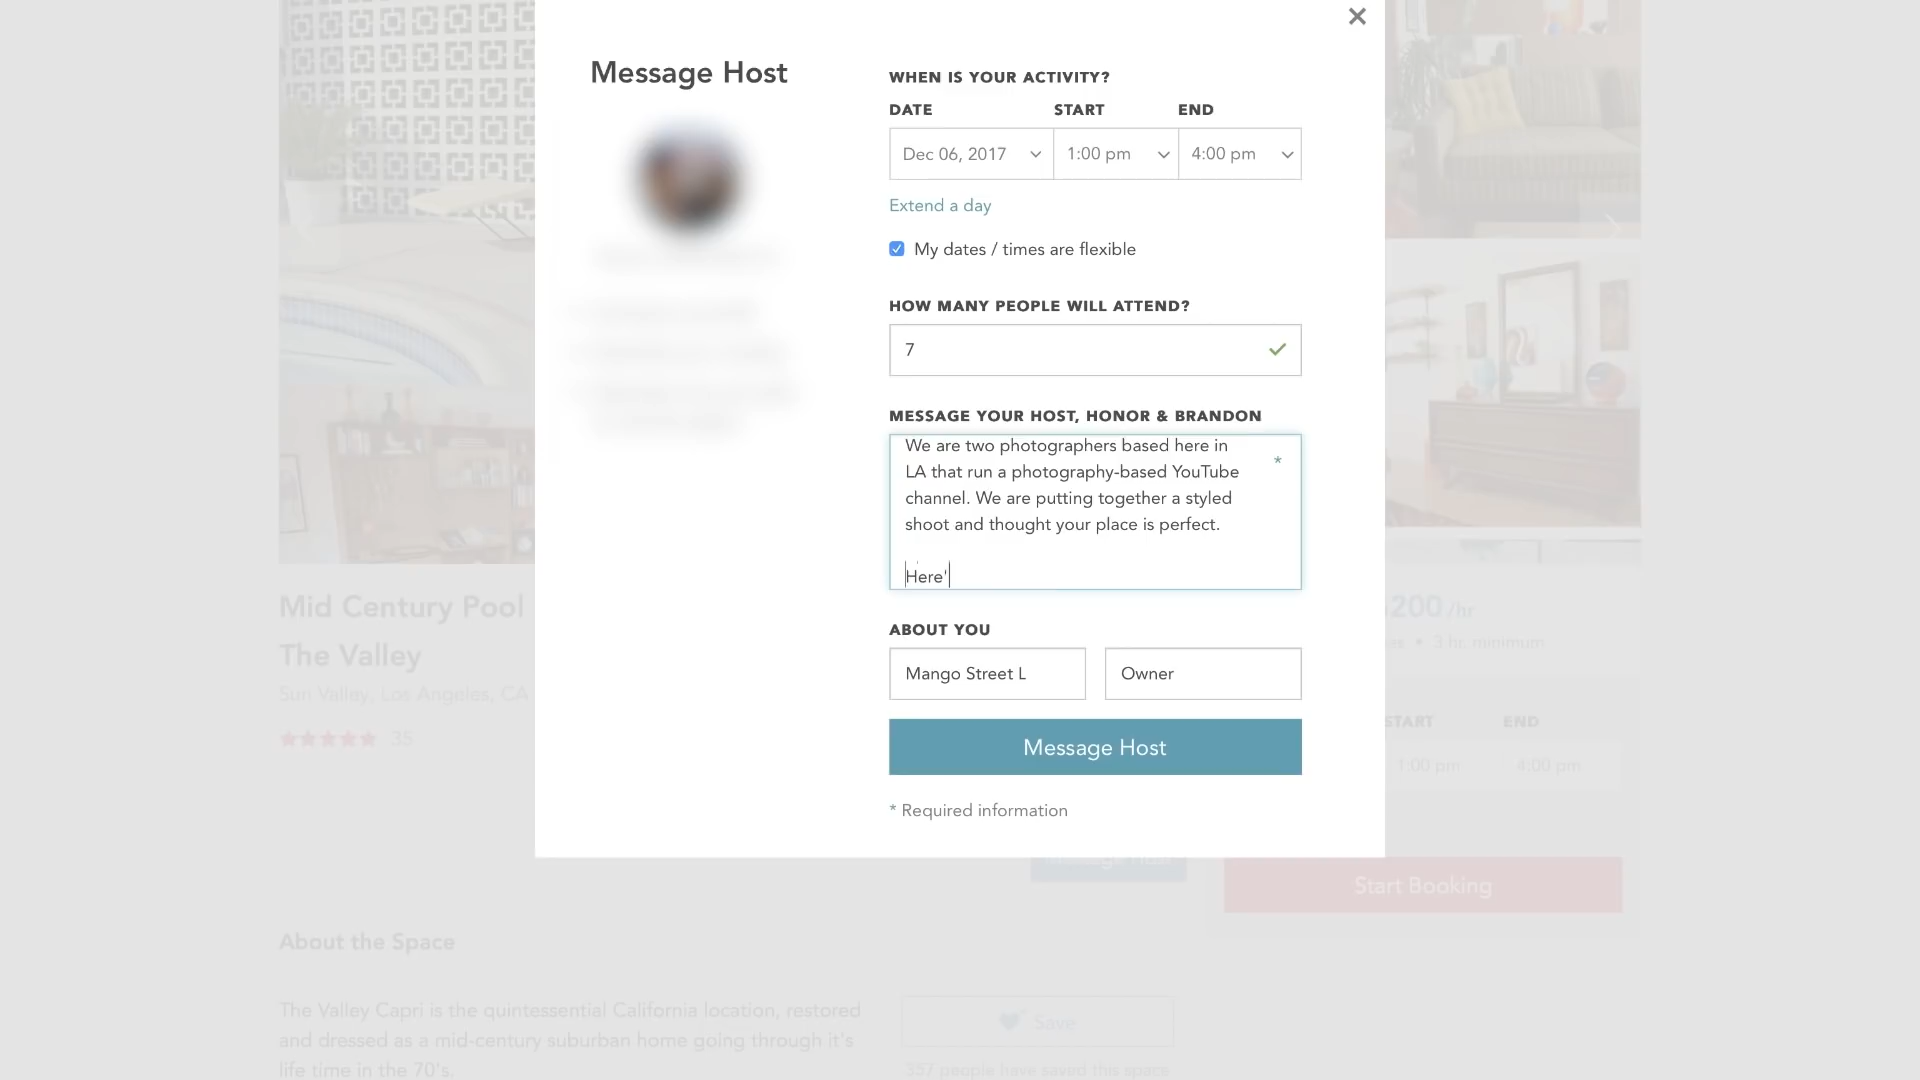 Message Host
WHEN IS YOUR ACTIVITY?
DATE START END
Dec 06, 2017 1:00 pm 4:00 pm
Extend a day
My dates / times are flexible
HOW MANY PEOPLE WILL ATTEND?
7
MESSAGE YOUR HOST, HONOR & BRANDON
We are two photographers based here in
LA that run a photography-based YouTube
channel. We are putting together a styled
shoot and thought your place is perfect.
Here'
*
ABOUT YOU
Mango Street L Owner
Message Host
* Required information
Mid Century Pool
The Valley
Sun Valley, Los Angeles, CA
35
200 /hr
3 hr. minimum
START END
1:00 pm 4:00 pm
Message Host
Start Booking
About the Space
The Valley Capri is the quintessential California location, restored
and dressed as a mid-century suburban home going through it's
life time in the 70's.
Save
357 people have saved this space